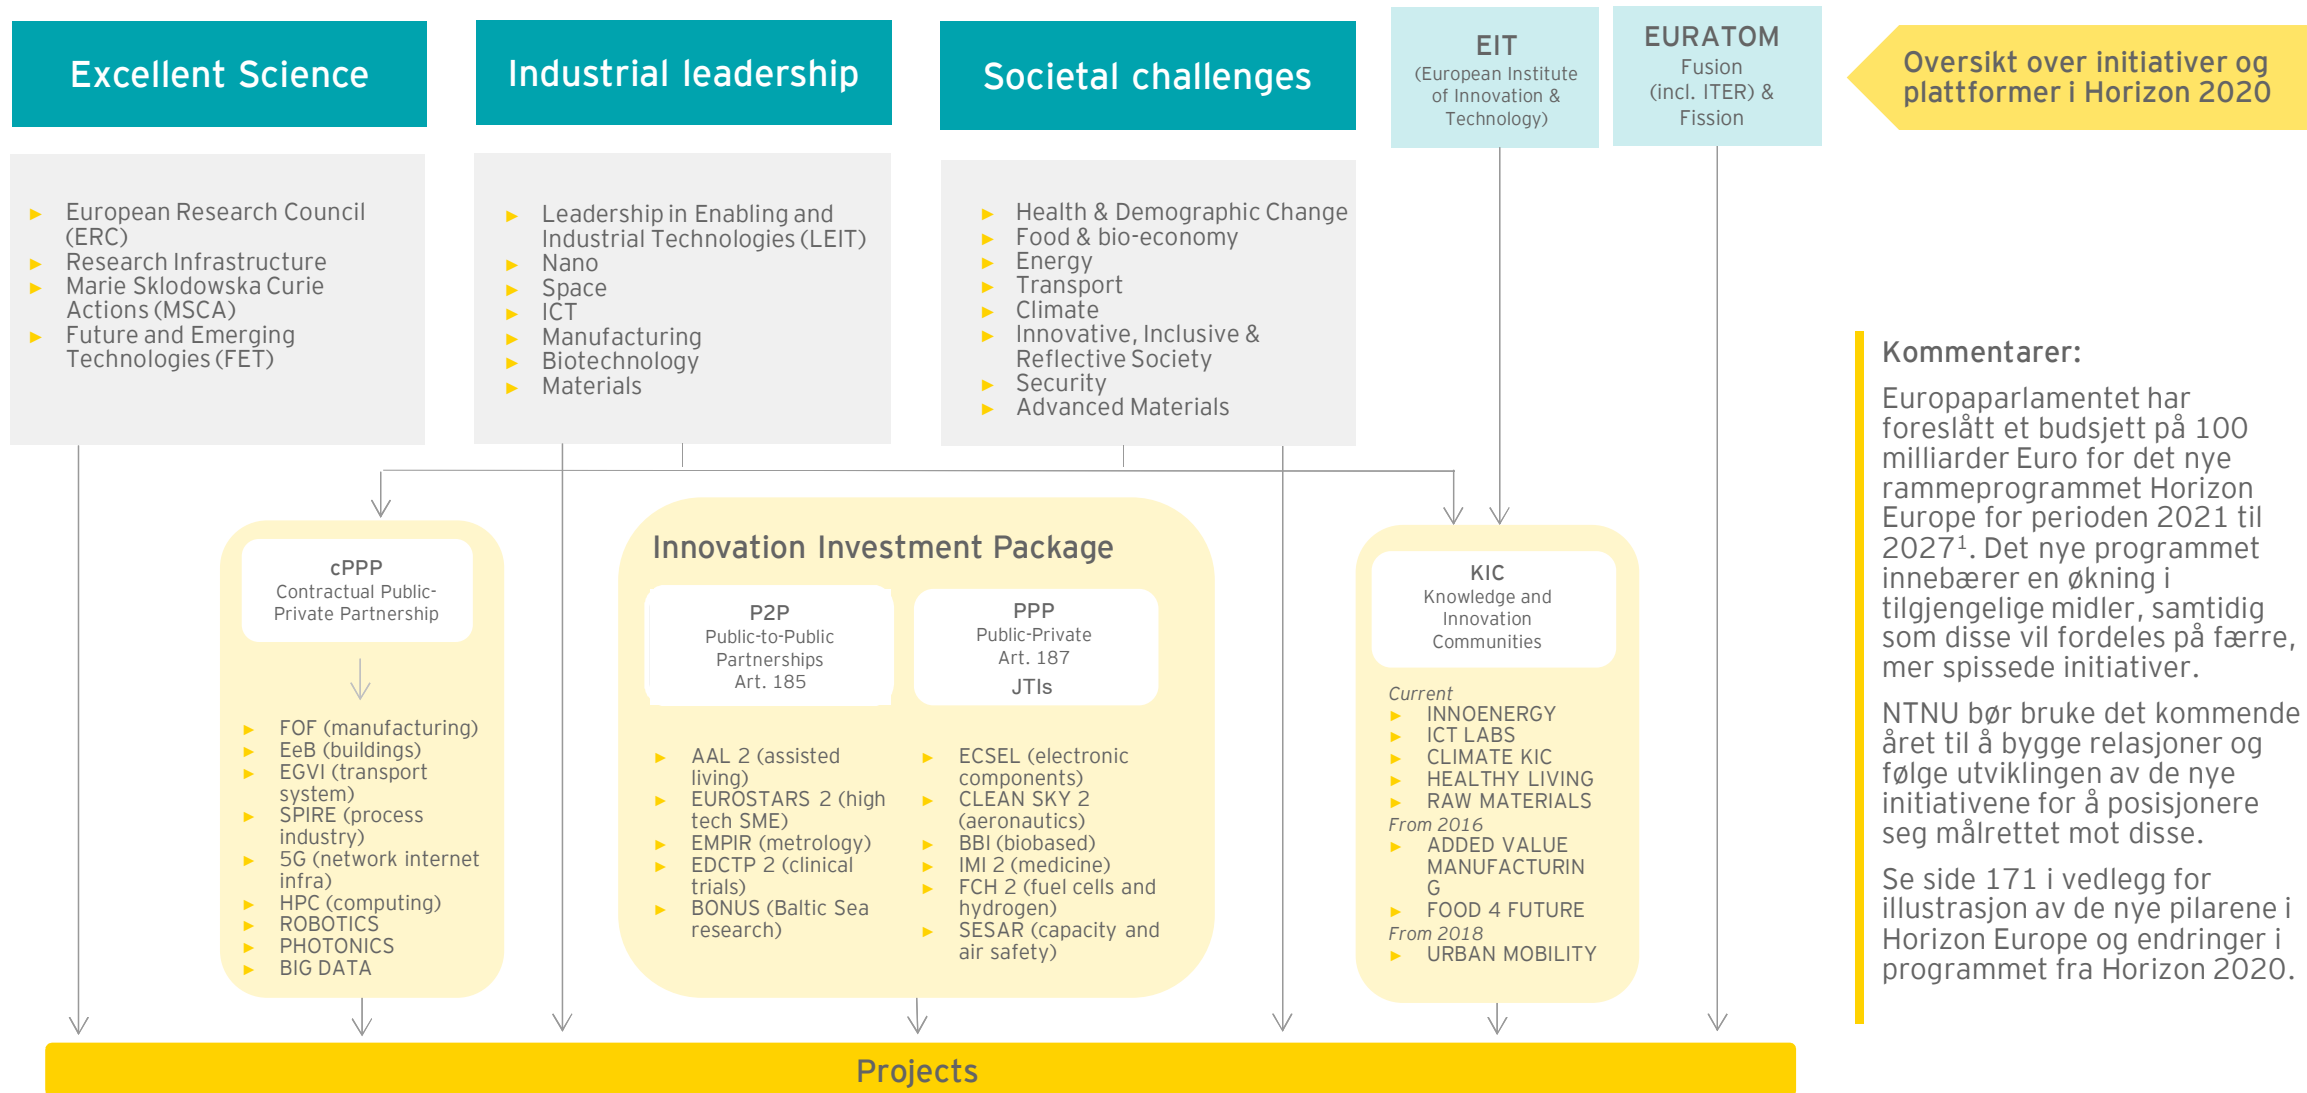 Excellent Science
Industrial leadership
Societal challenges
EIT
(European Institute
of Innovation &
Technology)
EURATOM
Fusion
(incl. ITER) &
Fission
Oversikt over initiativer og
plattformer i Horizon 2020
► European Research Council
(ERC)
► Research Infrastructure
► Marie Sklodowska Curie
Actions (MSCA)
► Future and Emerging
Technologies (FET)
► Leadership in Enabling and
Industrial Technologies (LEIT)
► Nano
► Space
► ICT
► Manufacturing
► Biotechnology
► Materials
► Health & Demographic Change
► Food & bio-economy
► Energy
► Transport
► Climate
► Innovative, Inclusive &
Reflective Society
► Security
► Advanced Materials
cPPP
Contractual Public-
Private Partnership
► FOF (manufacturing)
► EeB (buildings)
► EGVI (transport
system)
► SPIRE (process
industry)
► 5G (network internet
infra)
► HPC (computing)
► ROBOTICS
► PHOTONICS
► BIG DATA
Innovation Investment Package
P2P
Public-to-Public
Partnerships
Art. 185
► AAL 2 (assisted
living)
► EUROSTARS 2 (high
tech SME)
► EMPIR (metrology)
► EDCTP 2 (clinical
trials)
► BONUS (Baltic Sea
research)
PPP
Public-Private
Art. 187
JTIs
► ECSEL (electronic
components)
► CLEAN SKY 2
(aeronautics)
► BBI (biobased)
► IMI 2 (medicine)
► FCH 2 (fuel cells and
hydrogen)
► SESAR (capacity and
air safety)
KIC
Knowledge and
Innovation
Communities
Current
► INNOENERGY
► ICT LABS
► CLIMATE KIC
► HEALTHY LIVING
► RAW MATERIALS
From 2016
► ADDED VALUE
MANUFACTURIN
G
► FOOD 4 FUTURE
From 2018
► URBAN MOBILITY
Projects
Kommentarer:
Europaparlamentet har
foreslått et budsjett på 100
milliarder Euro for det nye
rammeprogrammet Horizon
Europe for perioden 2021 til
2027¹. Det nye programmet
innebærer en økning i
tilgjengelige midler, samtidig
som disse vil fordeles på færre,
mer spissede initiativer.
NTNU bør bruke det kommende
året til å bygge relasjoner og
følge utviklingen av de nye
initiativene for å posisjonere
seg målrettet mot disse.
Se side 171 i vedlegg for
illustrasjon av de nye pilarene i
Horizon Europe og endringer i
programmet fra Horizon 2020.